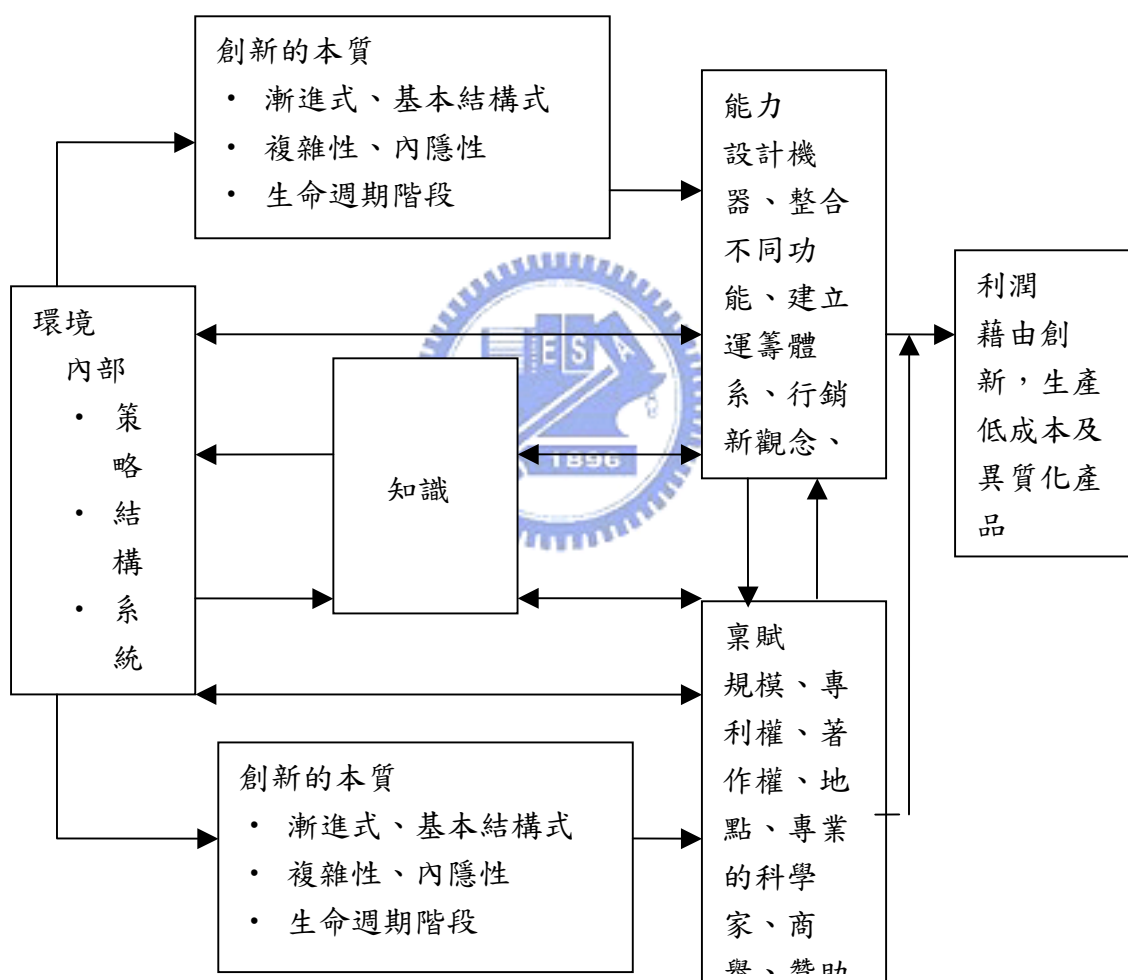 創新的本質
· 漸進式、基本結構式
· 複雜性、內隱性
· 生命週期階段
環境
內部
· 策
略
· 結
構
· 系
統
知識
ES
A
1896
能力
設計機
器、整合
不同功
能、建立
運籌體
系、行銷
新觀念、
利潤
藉由創
新，生產
低成本及
異質化產
品
稟賦
規模、專
利權、著
作權、地
點、專業
的科學
家、商
譽、贊助
創新的本質
· 漸進式、基本結構式
· 複雜性、內隱性
· 生命週期階段